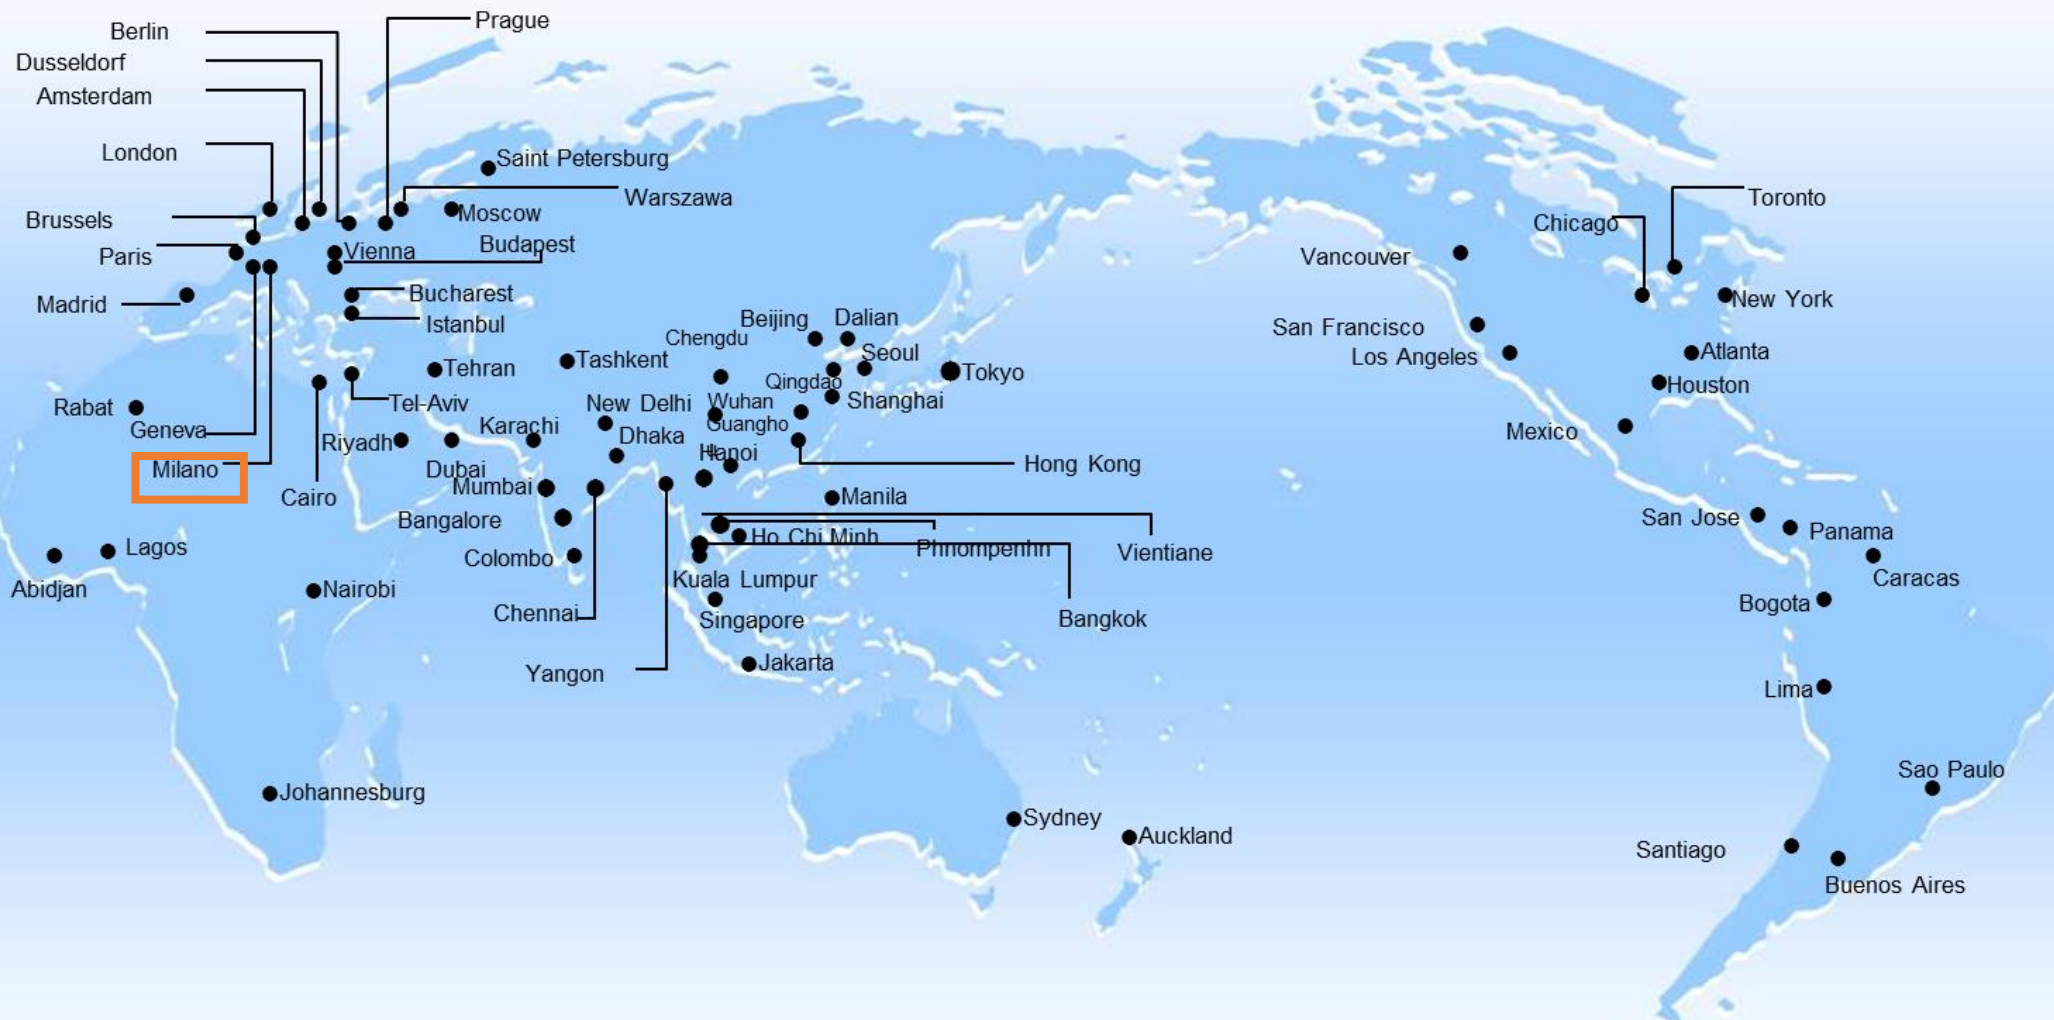 Prague
Berlin
Dusseldorf
Amsterdam
London
Saint Petersburg
Warszawa
Toronto
Brussels
Moscow
Chicago
Paris
Vienna
Budapest
Vancouver
Madrid
Bucharest
New York
Istanbul
Beijing
Dalian
San Francisco
Chengdu
Seoul
Los Angeles
Atlanta
Tehran
Tashkent
Tokyo
Qingdao
Houston
Rabat
Tel-Aviv
New Delhi
Wuhan
Shanghai
Geneva
Riyadh
Karachi
Dhaka
Guangho
u
Mexico
Milano
Dubai
Hanoi
Hong Kong
Cairo
Mumbai
Manila
Bangalore
San Jose
Panama
Lagos
Colombo
Ho Chi Minh
Phnompenhn
Vientiane
Abidjan
Nairobi
Kuala Lumpur
Caracas
Chennai
Singapore
Bangkok
Bogota
Yangon
Jakarta
Lima
Johannesburg
Sao Paulo
Sydney
Auckland
Santiago
Buenos Aires